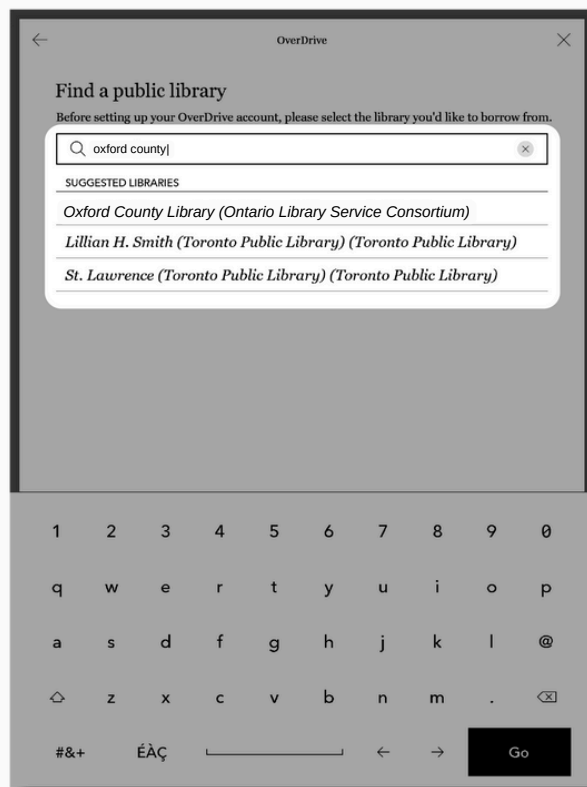 OverDrive
Find a public library
Before setting up your OverDrive account, please select the library you'd like to borrow from.
oxford county
SUGGESTED LIBRARIES
Oxford County Library (Ontario Library Service Consortium)
Lillian H. Smith (Toronto Public Library) (Toronto Public Library)
St. Lawrence (Toronto Public Library) (Toronto Public Library)
1 2 3 4 5 6 7 8 9 0
q w e r t y u i o p
a s d f g h j k l @
z x c v b n m .
#&+ ÉÀÇ Go